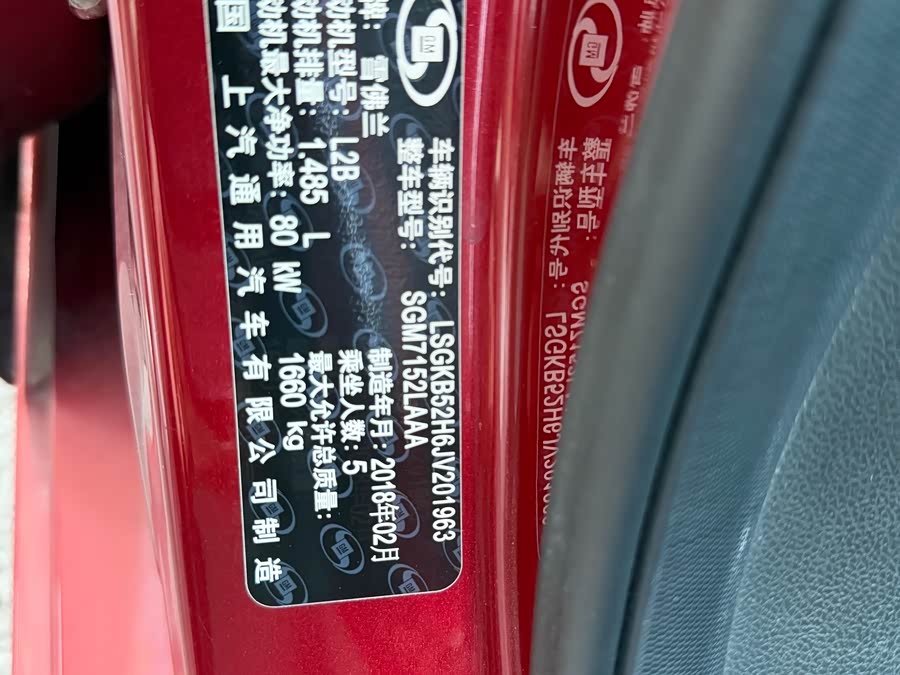 牌: 雪佛兰
车辆识别代号: LSGKB52H6JV201963
整车型号: SGM7152LAAA
动机型号: L2B
制造年月: 2018年02月
动机排量: 1.485 L
乘坐人数: 5
动机最大净功率: 80 kW
最大允许总质量: 1660 kg
国 上 汽 通 用 汽 车 有 限 公 司 制 造
GM